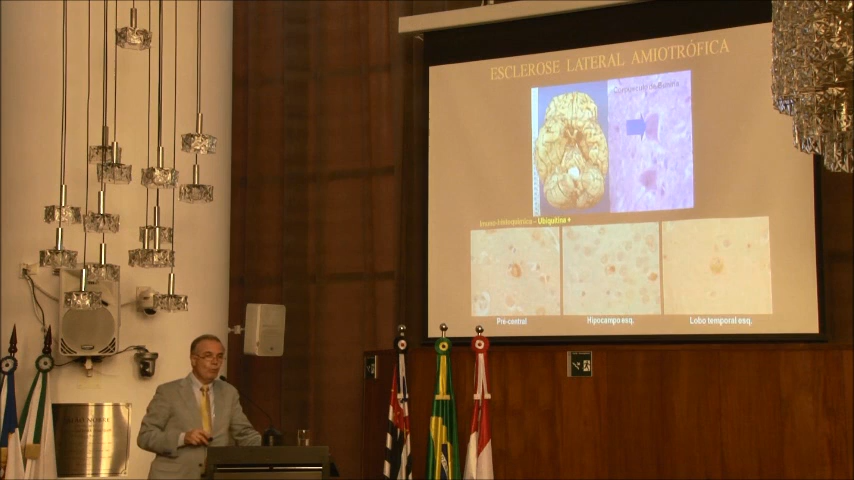 ESCLEROSE LATERAL AMIOTRÓFICA
Corpúsculo de Bunina
Imuno-histoquímica - Ubiquitina +
Pré-central
Hipocampo esq.
Lobo temporal esq.